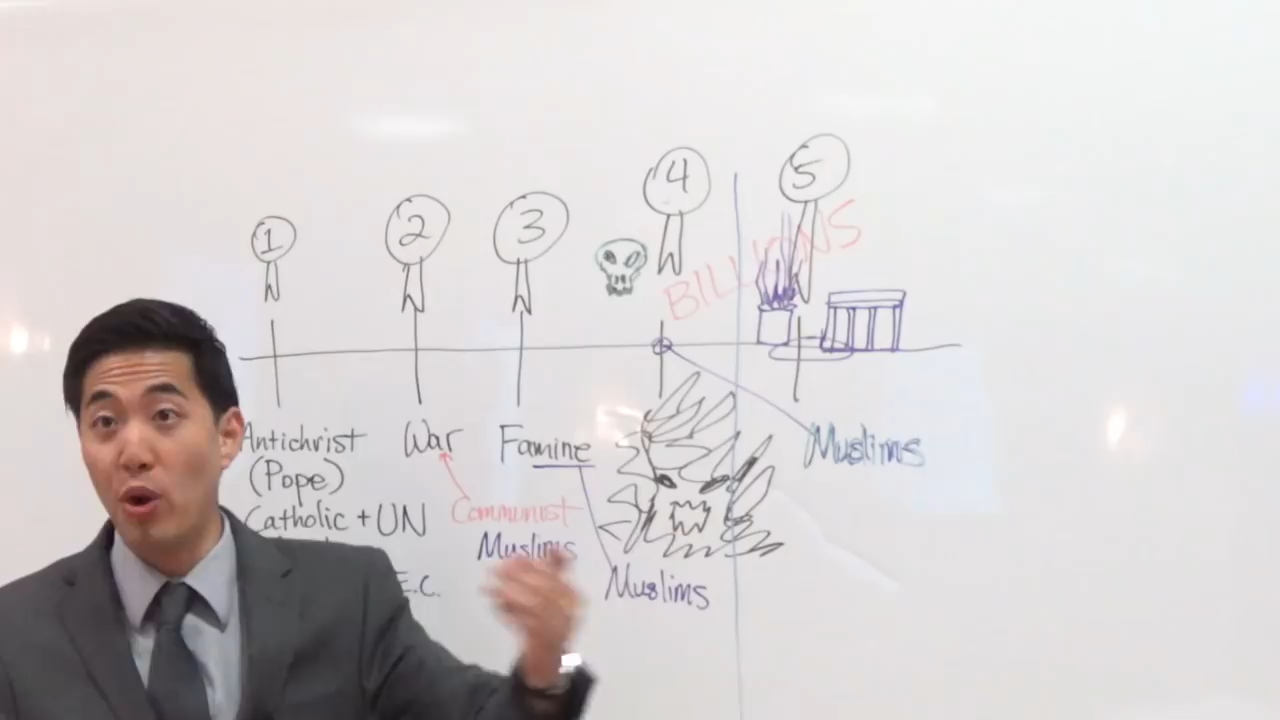 1
2
3
4
5
BILLIONS
Antichrist
(Pope)
Catholic + UN
E.C.
War
Communist
Muslims
Famine
Muslims
Muslims